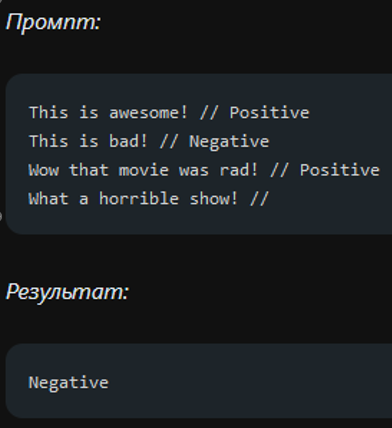 Промпт:
This is awesome! // Positive
This is bad! // Negative
Wow that movie was rad! // Positive
What a horrible show! //
Результат:
Negative